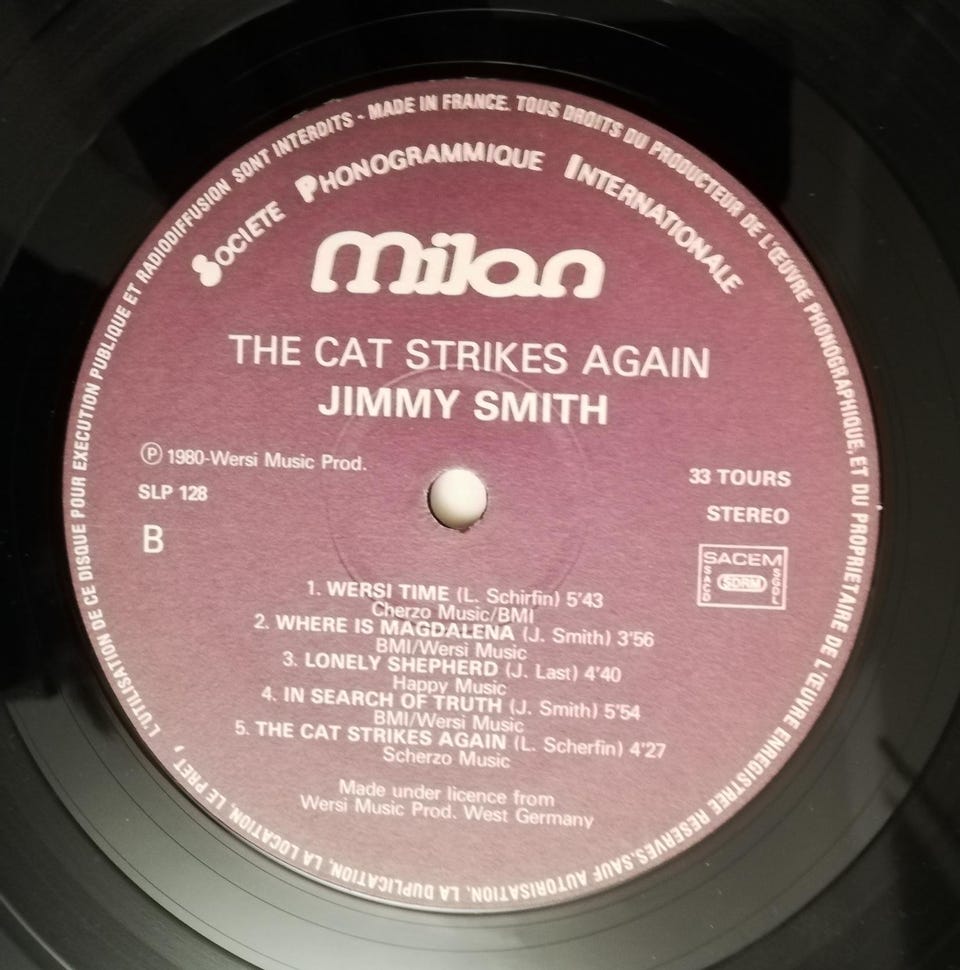 L'UTILISATION DE CE DISQUE POUR EXECUTION PUBLIQUE ET RADIODIFFUSION SONT INTERDITS - MADE IN FRANCE. TOUS DROITS DU PRODUCTEUR DE L'ŒUVRE PHONOGRAPHIQUE, ET DU PROPRIETAIRE DE L'ŒUVRE ENREGISTREE RESERVES. SAUF AUTORISATION, LA DUPLICATION, LA LOCATION, LE PRET,
SOCIETE PHONOGRAMMIQUE INTERNATIONALE
Milan
THE CAT STRIKES AGAIN
JIMMY SMITH
Ⓟ 1980-Wersi Music Prod.
SLP 128
B
33 TOURS
STEREO
SACEM
SACD
SDRM
SGDL
1. WERSI TIME (L. Schirfin) 5'43
Cherzo Music/BMI
2. WHERE IS MAGDALENA (J. Smith) 3'56
BMI/Wersi Music
3. LONELY SHEPHERD (J. Last) 4'40
Happy Music
4. IN SEARCH OF TRUTH (J. Smith) 5'54
BMI/Wersi Music
5. THE CAT STRIKES AGAIN (L. Scherfin) 4'27
Scherzo Music
Made under licence from
Wersi Music Prod. West Germany